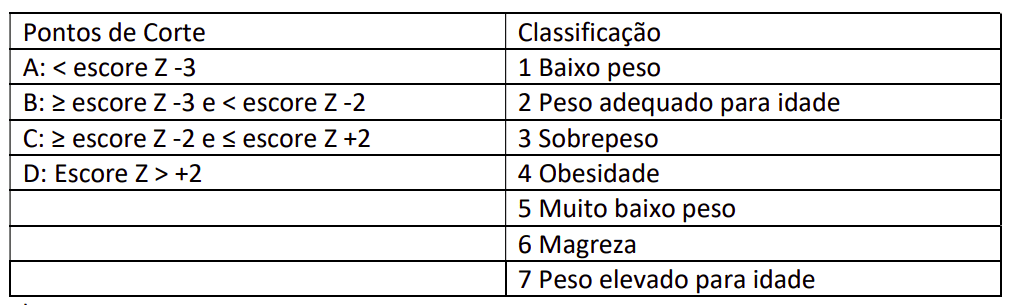 Pontos de Corte Classificação
A: < escore Z -3 1 Baixo peso
B: ≥ escore Z -3 e < escore Z -2 2 Peso adequado para idade
C: ≥ escore Z -2 e ≤ escore Z +2 3 Sobrepeso
D: Escore Z > +2 4 Obesidade
5 Muito baixo peso
6 Magreza
7 Peso elevado para idade